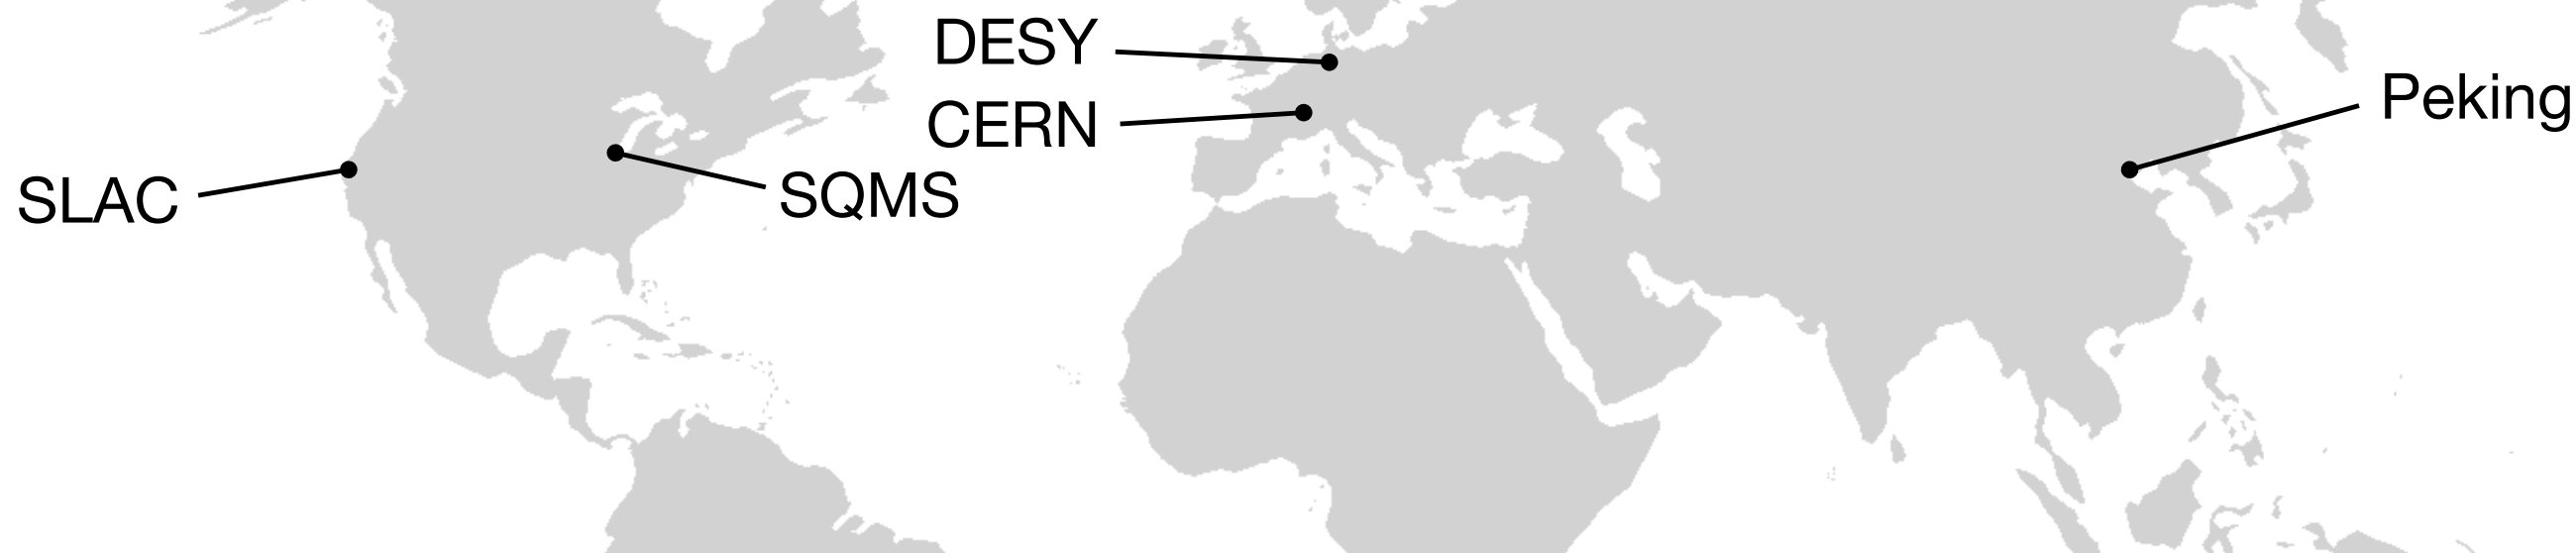 DESY
CERN
Peking
SLAC
SQMS